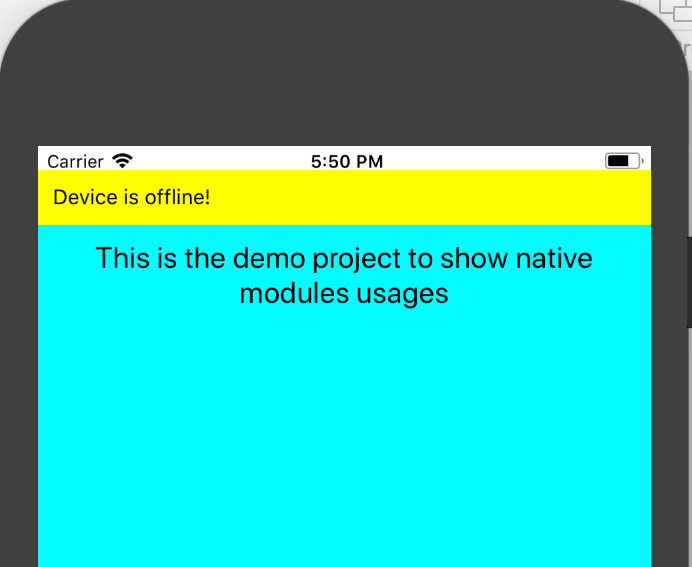 Carrier 5:50 PM
Device is offline!
This is the demo project to show native
modules usages